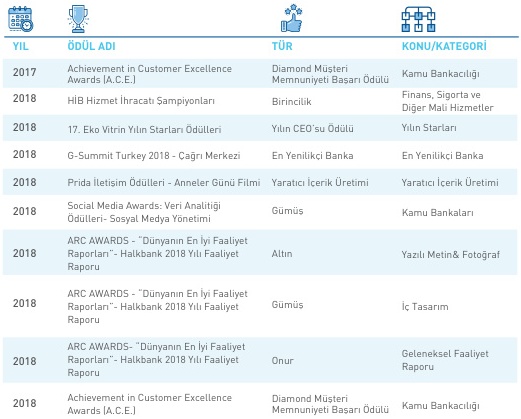 YIL ÖDÜL ADI TÜR KONU/KATEGORİ
2017 Achievement in Customer Excellence Awards (A.C.E.) Diamond Müşteri Memnuniyeti Başarı Ödülü Kamu Bankacılığı
2018 HİB Hizmet İhracatı Şampiyonları Birincilik Finans, Sigorta ve Diğer Mali Hizmetler
2018 17. Eko Vitrin Yılın Starları Ödülleri Yılın CEO'su Ödülü Yılın Starları
2018 G-Summit Turkey 2018 - Çağrı Merkezi En Yenilikçi Banka En Yenilikçi Banka
2018 Prida İletişim Ödülleri - Anneler Günü Filmi Yaratıcı İçerik Üretimi Yaratıcı İçerik Üretimi
2018 Social Media Awards: Veri Analitiği Ödülleri- Sosyal Medya Yönetimi Gümüş Kamu Bankaları
2018 ARC AWARDS - "Dünyanın En İyi Faaliyet Raporları"- Halkbank 2018 Yılı Faaliyet Raporu Altın Yazılı Metin& Fotoğraf
2018 ARC AWARDS - "Dünyanın En İyi Faaliyet Raporları"- Halkbank 2018 Yılı Faaliyet Raporu Gümüş İç Tasarım
2018 ARC AWARDS- "Dünyanın En İyi Faaliyet Raporları"- Halkbank 2018 Yılı Faaliyet Raporu Onur Geleneksel Faaliyet Raporu
2018 Achievement in Customer Excellence Awards (A.C.E.) Diamond Müşteri Memnuniyeti Başarı Ödülü Kamu Bankacılığı